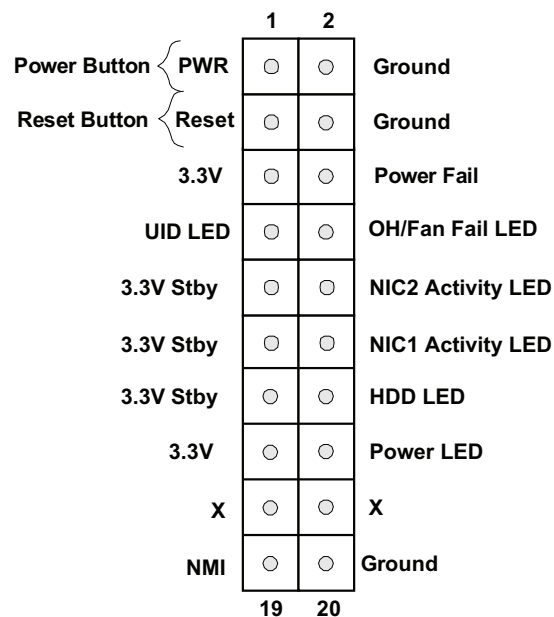 1 2
Power Button PWR Ground
Reset Button Reset Ground
3.3V Power Fail
UID LED OH/Fan Fail LED
3.3V Stby NIC2 Activity LED
3.3V Stby NIC1 Activity LED
3.3V Stby HDD LED
3.3V Power LED
X X
NMI Ground
19 20